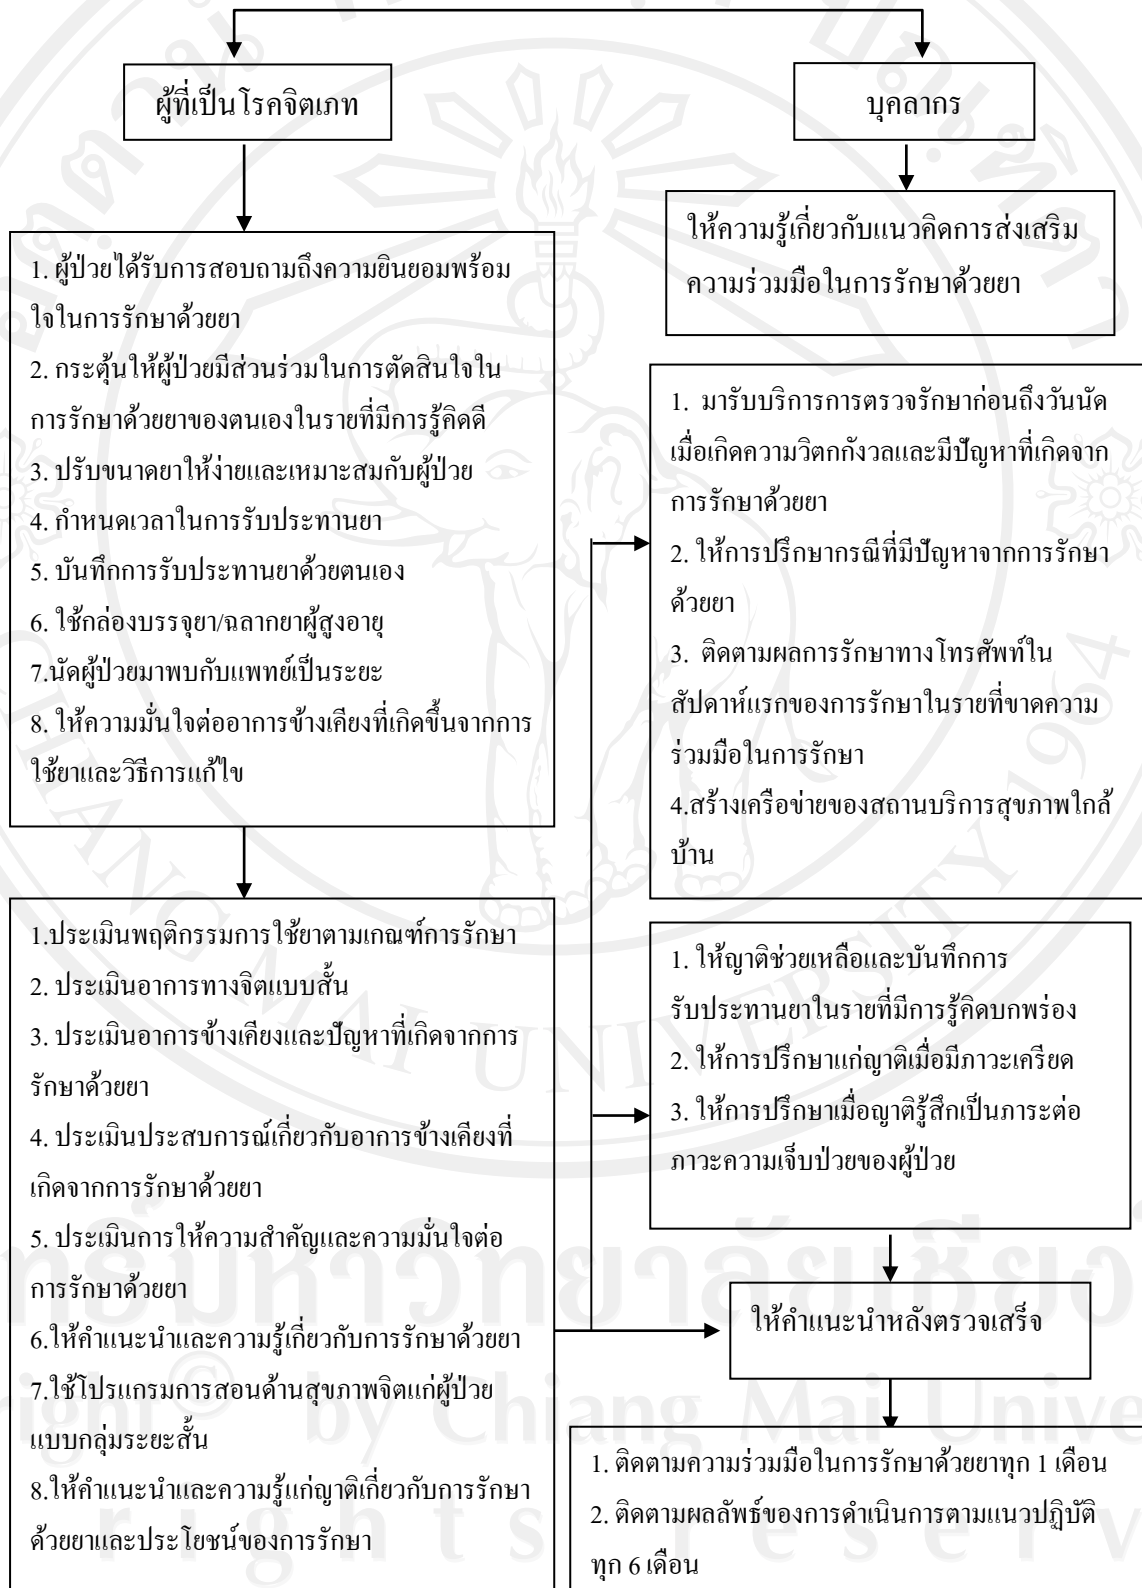 ผู้ที่เป็นโรคจิตเภท
บุคลากร
ให้ความรู้เกี่ยวกับแนวคิดการส่งเสริม
ความร่วมมือในการรักษาด้วยยา
1. ผู้ป่วยได้รับการสอบถามถึงความยินยอมพร้อม
ใจในการรักษาด้วยยา
2. กระตุ้นให้ผู้ป่วยมีส่วนร่วมในการตัดสินใจใน
การรักษาด้วยยาของตนเองในรายที่มีการรู้คิดดี
3. ปรับขนาดยาให้ง่ายและเหมาะสมกับผู้ป่วย
4. กำหนดเวลาในการรับประทานยา
5. บันทึกการรับประทานยาด้วยตนเอง
6. ใช้กล่องบรรจุยา/ฉลากยาผู้สูงอายุ
7.นัดผู้ป่วยมาพบกับแพทย์เป็นระยะ
8. ให้ความมั่นใจต่ออาการข้างเคียงที่เกิดขึ้นจากการ
ใช้ยาและวิธีการแก้ไข
1. มารับบริการการตรวจรักษาก่อนถึงวันนัด
เมื่อเกิดความวิตกกังวลและมีปัญหาที่เกิดจาก
การรักษาด้วยยา
2. ให้การปรึกษากรณีที่มีปัญหาจากการรักษา
ด้วยยา
3. ติดตามผลการรักษาทางโทรศัพท์ใน
สัปดาห์แรกของการรักษาในรายที่ขาดความ
ร่วมมือในการรักษา
4.สร้างเครือข่ายของสถานบริการสุขภาพใกล้
บ้าน
1.ประเมินพฤติกรรมการใช้ยาตามเกณฑ์การรักษา
2. ประเมินอาการทางจิตแบบสั้น
3. ประเมินอาการข้างเคียงและปัญหาที่เกิดจากการ
รักษาด้วยยา
4. ประเมินประสบการณ์เกี่ยวกับอาการข้างเคียงที่
เกิดจากการรักษาด้วยยา
5. ประเมินการให้ความสำคัญและความมั่นใจต่อ
การรักษาด้วยยา
6.ให้คำแนะนำและความรู้เกี่ยวกับการรักษาด้วยยา
7.ใช้โปรแกรมการสอนด้านสุขภาพจิตแก่ผู้ป่วย
แบบกลุ่มระยะสั้น
8.ให้คำแนะนำและความรู้แก่ญาติเกี่ยวกับการรักษา
ด้วยยาและประโยชน์ของการรักษา
1. ให้ญาติช่วยเหลือและบันทึกการ
รับประทานยาในรายที่มีการรู้คิดบกพร่อง
2. ให้การปรึกษาแก่ญาติเมื่อมีภาวะเครียด
3. ให้การปรึกษาเมื่อญาติรู้สึกเป็นภาระต่อ
ภาวะความเจ็บป่วยของผู้ป่วย
ให้คำแนะนำหลังตรวจเสร็จ
1. ติดตามความร่วมมือในการรักษาด้วยยาทุก 1 เดือน
2. ติดตามผลลัพธ์ของการดำเนินการตามแนวปฏิบัติ
ทุก 6 เดือน
CHIANG MAI UNIVERSITY 1964
มหาวิทยาลัยเชียงใ
right © by Chiang Mai Unive
rights reserv